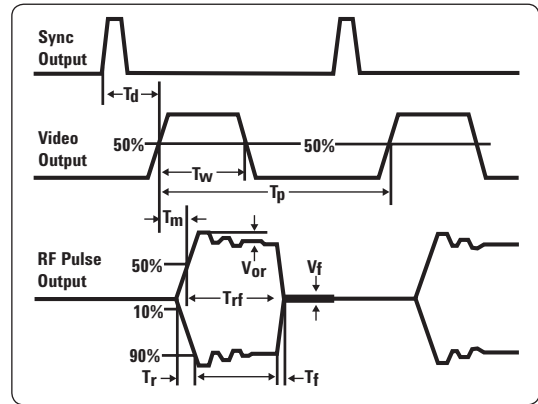 Sync
Output
Td
Video
Output
50%
50%
Tw
Tp
Tm
RF Pulse
Output
50%
Vor
Vf
Trf
10%
90%
Tr
Tf